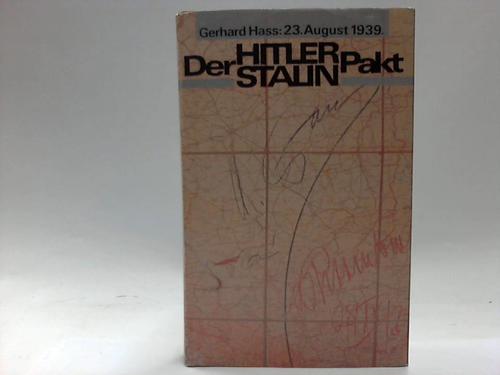 Gerhard Hass: 23. August 1939.
Der HITLER STALIN Pakt